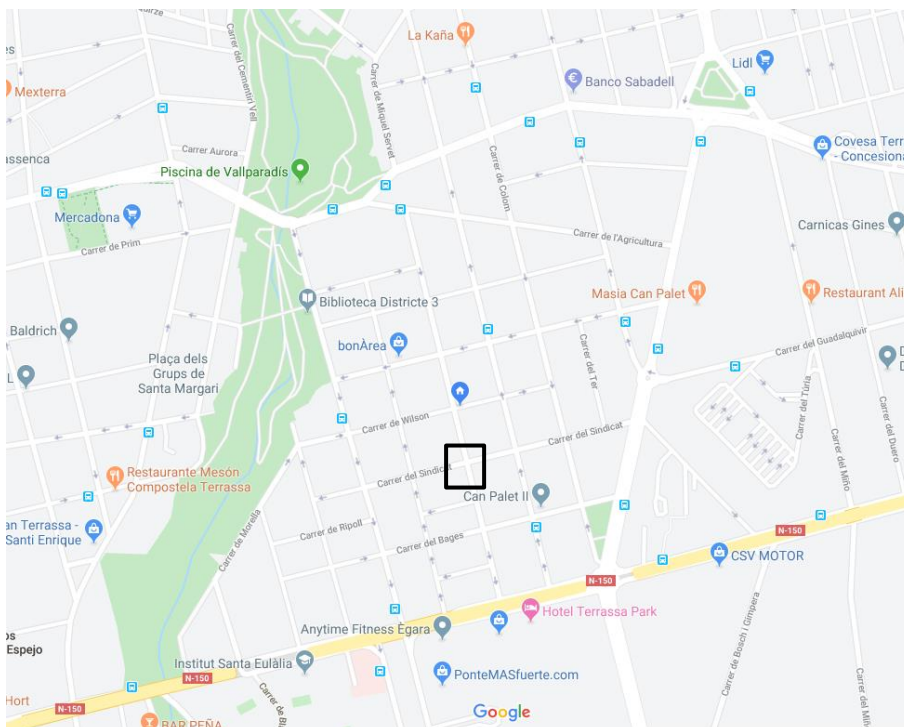 La Kaña
Lidl
Banco Sabadell
Carrer del Cementiri Vell
Carrer de Miquel Servet
Mexterra
Covesa Terr
- Concesiona
Carrer Aurora
assenca
Piscina de Vallparadís
Carrer de Colom
Mercadona
Carrer de Prim
Carrer de l'Agricultura
Carnicas Gines
Masia Can Palet
Restaurant Ali
Biblioteca Districte 3
Baldrich
bonÀrea
Carrer del Guadalquivir
Plaça dels
Grups de
Santa Margari
Carrer del Ter
Carrer del Túria
Carrer del Duero
Carrer de Wilson
Carrer del Sindicat
Carrer del Sindicat
Carrer del Miño
Restaurante Mesón
Compostela Terrassa
Can Palet II
an Terrassa -
Santi Enrique
Carrer de Morella
Carrer de Ripoll
Carrer del Bages
N-150
CSV MOTOR
N-150
Hotel Terrassa Park
Anytime Fitness Ègara
Carrer de Bosch i Gimpera
os
Espejo
Institut Santa Eulàlia
PonteMASfuerte.com
Hort
N-150
BAR PEÑA
Google